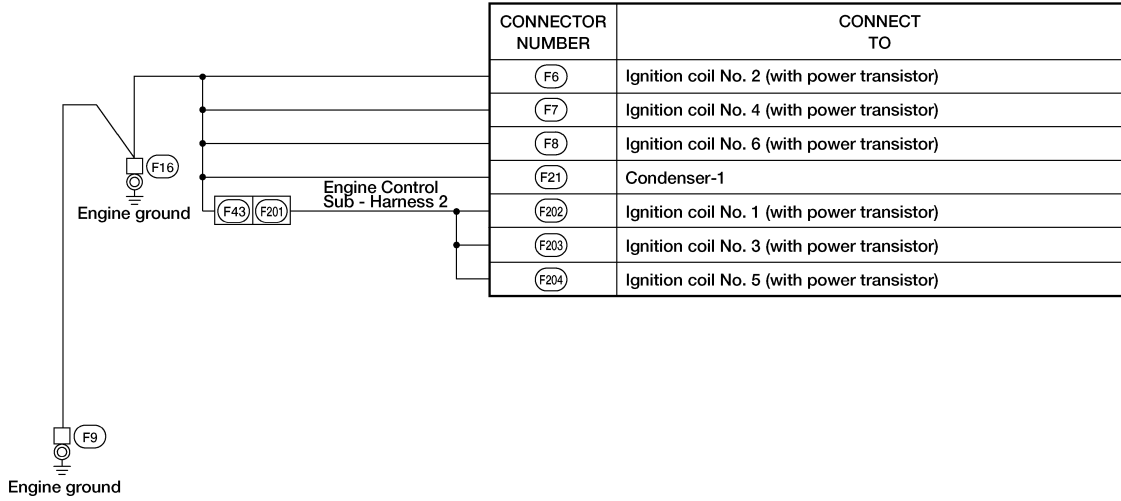 CONNECTOR NUMBER
CONNECT TO
F6 Ignition coil No. 2 (with power transistor)
F7 Ignition coil No. 4 (with power transistor)
F8 Ignition coil No. 6 (with power transistor)
F21 Condenser-1
F202 Ignition coil No. 1 (with power transistor)
F203 Ignition coil No. 3 (with power transistor)
F204 Ignition coil No. 5 (with power transistor)
F16
Engine ground
F43 F201
Engine Control
Sub - Harness 2
F9
Engine ground